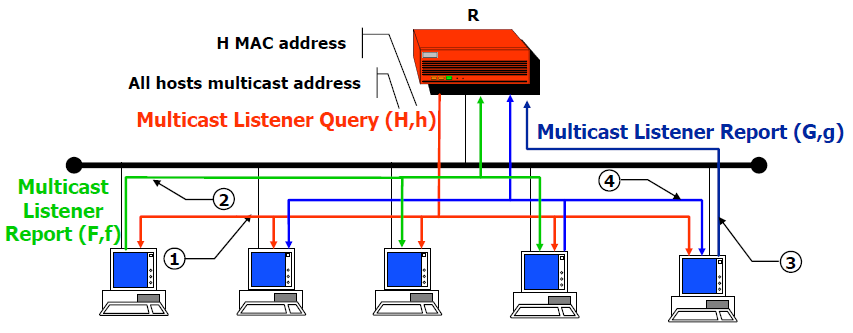 R
H MAC address
All hosts multicast address
Multicast Listener Query (H,h)
Multicast Listener Report (G,g)
Multicast
Listener
Report (F,f)
2
4
1
3